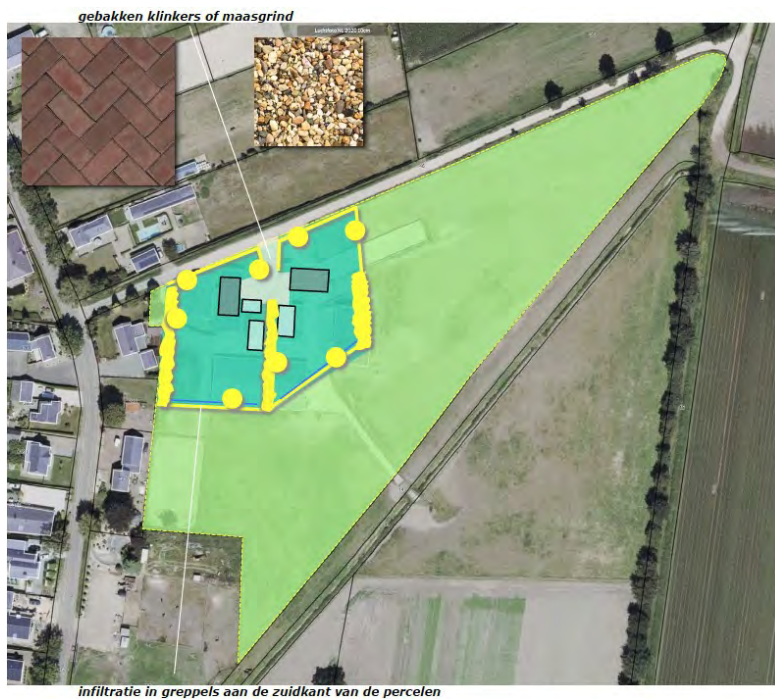 gebakken klinkers of maasgrind
infiltratie in greppels aan de zuidkant van de percelen